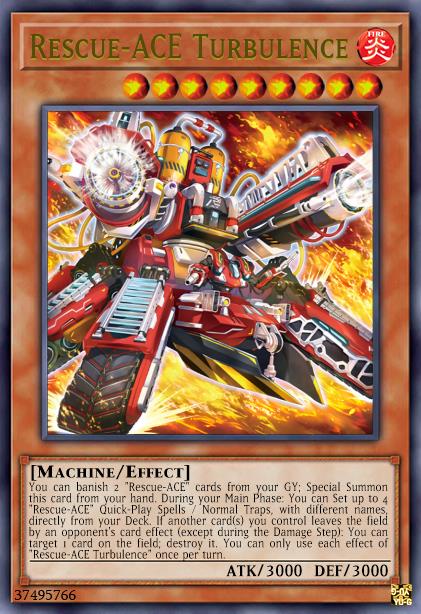 Rescue-ACE Turbulence
FIRE
炎
[Machine/Effect]
You can banish 2 "Rescue-ACE" cards from your GY; Special Summon
this card from your hand. During your Main Phase: You can Set up to 4
"Rescue-ACE" Quick-Play Spells / Normal Traps, with different names,
directly from your Deck. If another card(s) you control leaves the field
by an opponent's card effect (except during the Damage Step): You can
target 1 card on the field; destroy it. You can only use each effect of
"Rescue-ACE Turbulence" once per turn.
ATK/3000 DEF/3000
37495766